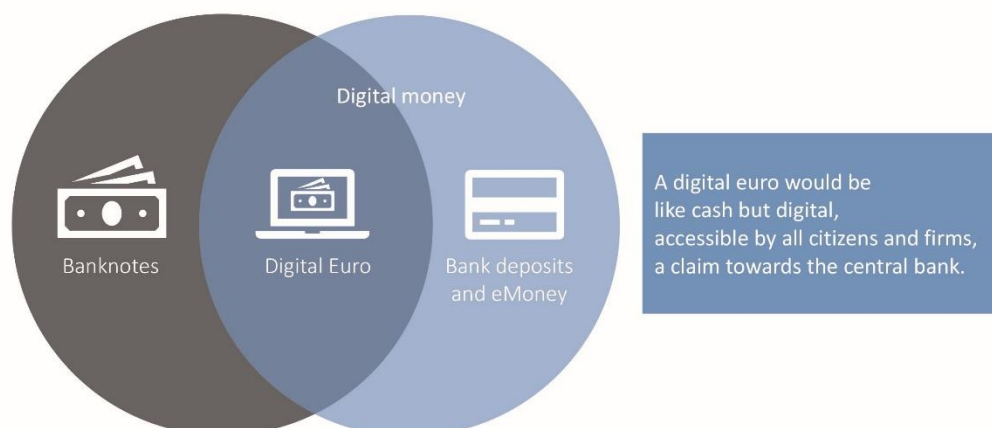 Digital money
Banknotes
Digital Euro
Bank deposits
and eMoney
A digital euro would be
like cash but digital,
accessible by all citizens and firms,
a claim towards the central bank.